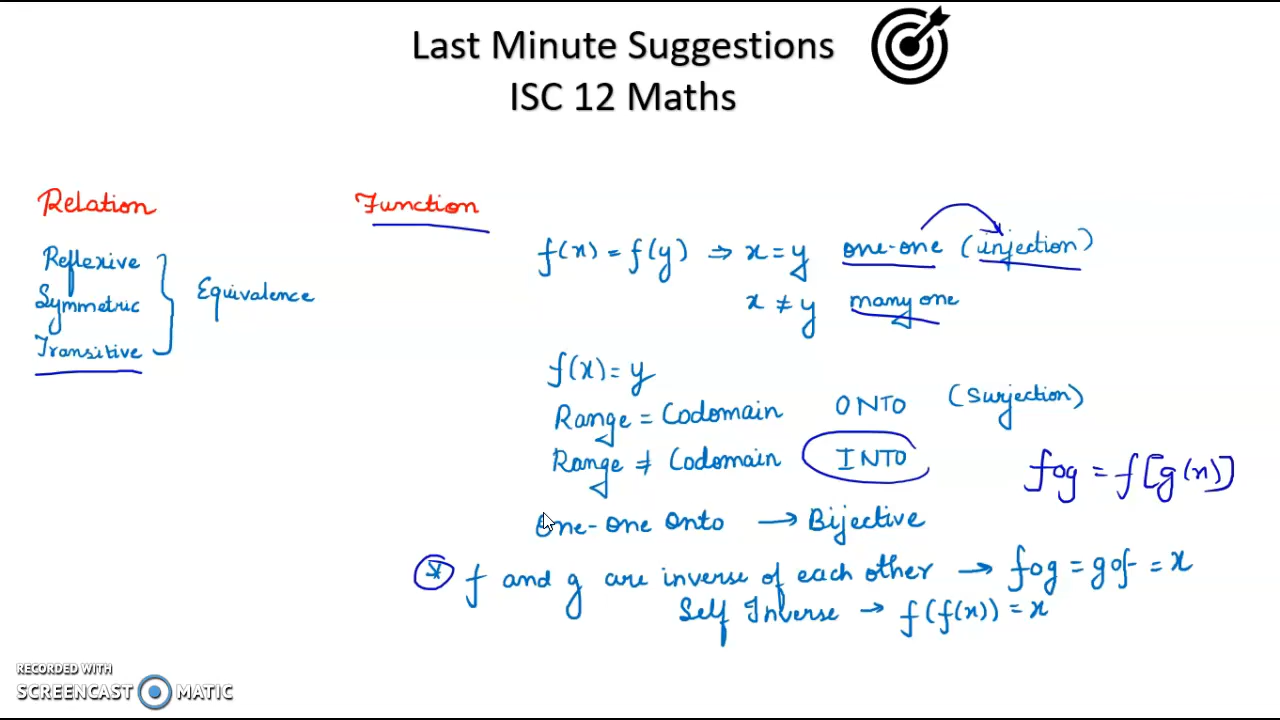 Last Minute Suggestions
ISC 12 Maths
Relation
Reflexive
Symmetric
Transitive
Equivalence
Function
f(x) = f(y) ⇒ x = y one-one (injection)
x ≠ y many one
f(x) = y
Range = Codomain ONTO (Surjection)
Range ≠ Codomain INTO
fog = f[g(x)]
One-One Onto → Bijective
* f and g are inverse of each other → fog = gof = x
Self Inverse → f(f(x)) = x
RECORDED WITH
SCREENCAST MATIC